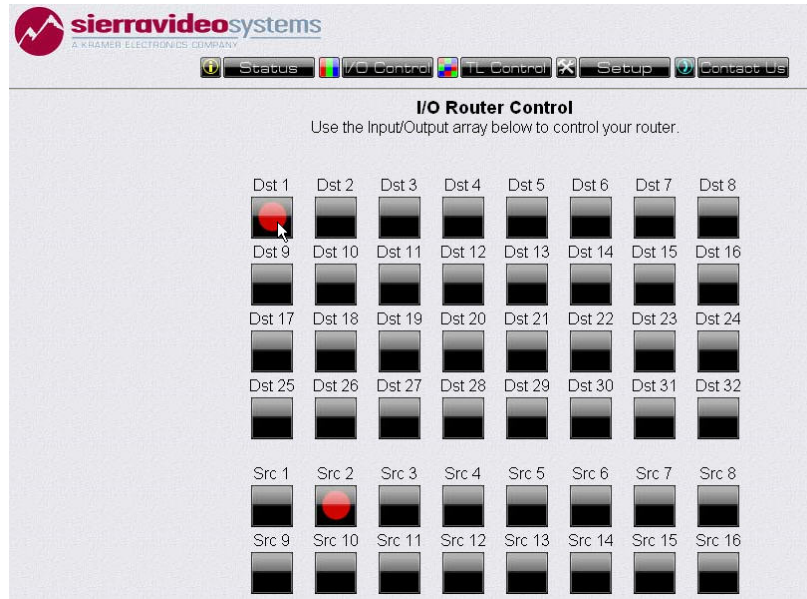 sierravideosystems
A KRAMER ELECTRONICS COMPANY
Status I/O Control TL Control Setup Contact Us
I/O Router Control
Use the Input/Output array below to control your router.
Dst 1 Dst 2 Dst 3 Dst 4 Dst 5 Dst 6 Dst 7 Dst 8
Dst 9 Dst 10 Dst 11 Dst 12 Dst 13 Dst 14 Dst 15 Dst 16
Dst 17 Dst 18 Dst 19 Dst 20 Dst 21 Dst 22 Dst 23 Dst 24
Dst 25 Dst 26 Dst 27 Dst 28 Dst 29 Dst 30 Dst 31 Dst 32
Src 1 Src 2 Src 3 Src 4 Src 5 Src 6 Src 7 Src 8
Src 9 Src 10 Src 11 Src 12 Src 13 Src 14 Src 15 Src 16